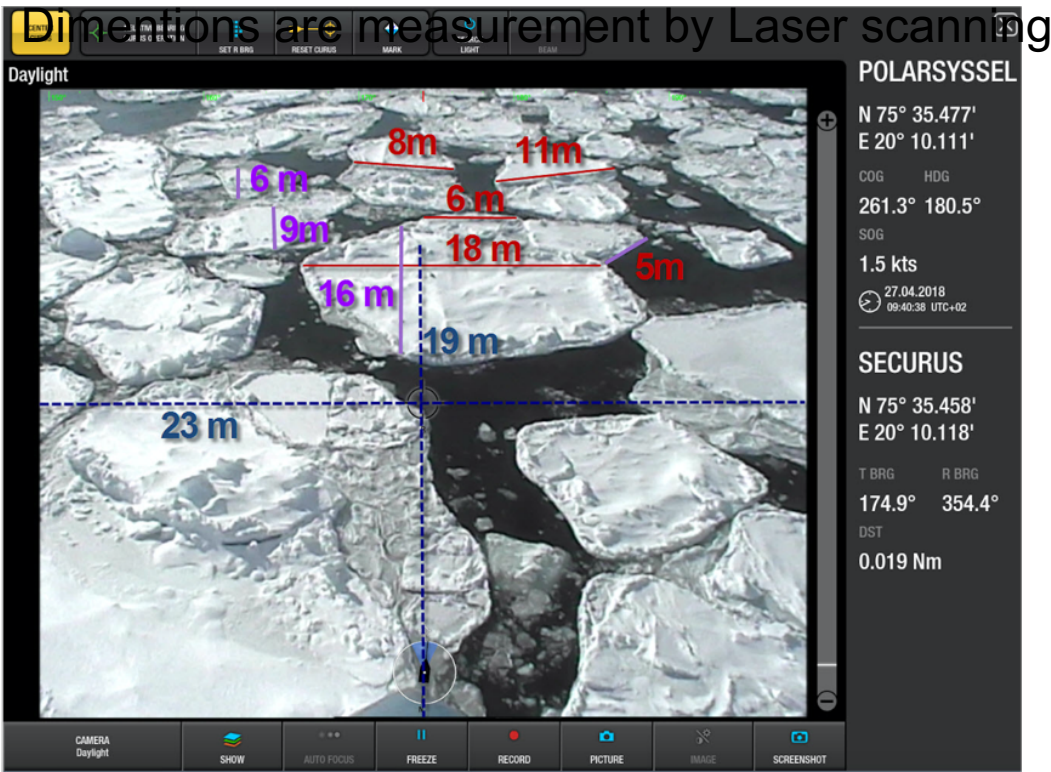 Dimentions are measurement by Laser scanning
SET R BRG
RESET CURUS
MARK
LIGHT
BEAM
Daylight
POLARSYSSEL
N 75° 35.477'
E 20° 10.111'
COG HDG
261.3° 180.5°
SOG
1.5 kts
27.04.2018
09:40:38 UTC+02
SECURUS
N 75° 35.458'
E 20° 10.118'
T BRG R BRG
174.9° 354.4°
DST
0.019 Nm
8m
11m
6 m
6 m
9m
18 m
5m
16 m
19 m
23 m
CAMERA
Daylight
SHOW
AUTO FOCUS
FREEZE
RECORD
PICTURE
IMAGE
SCREENSHOT